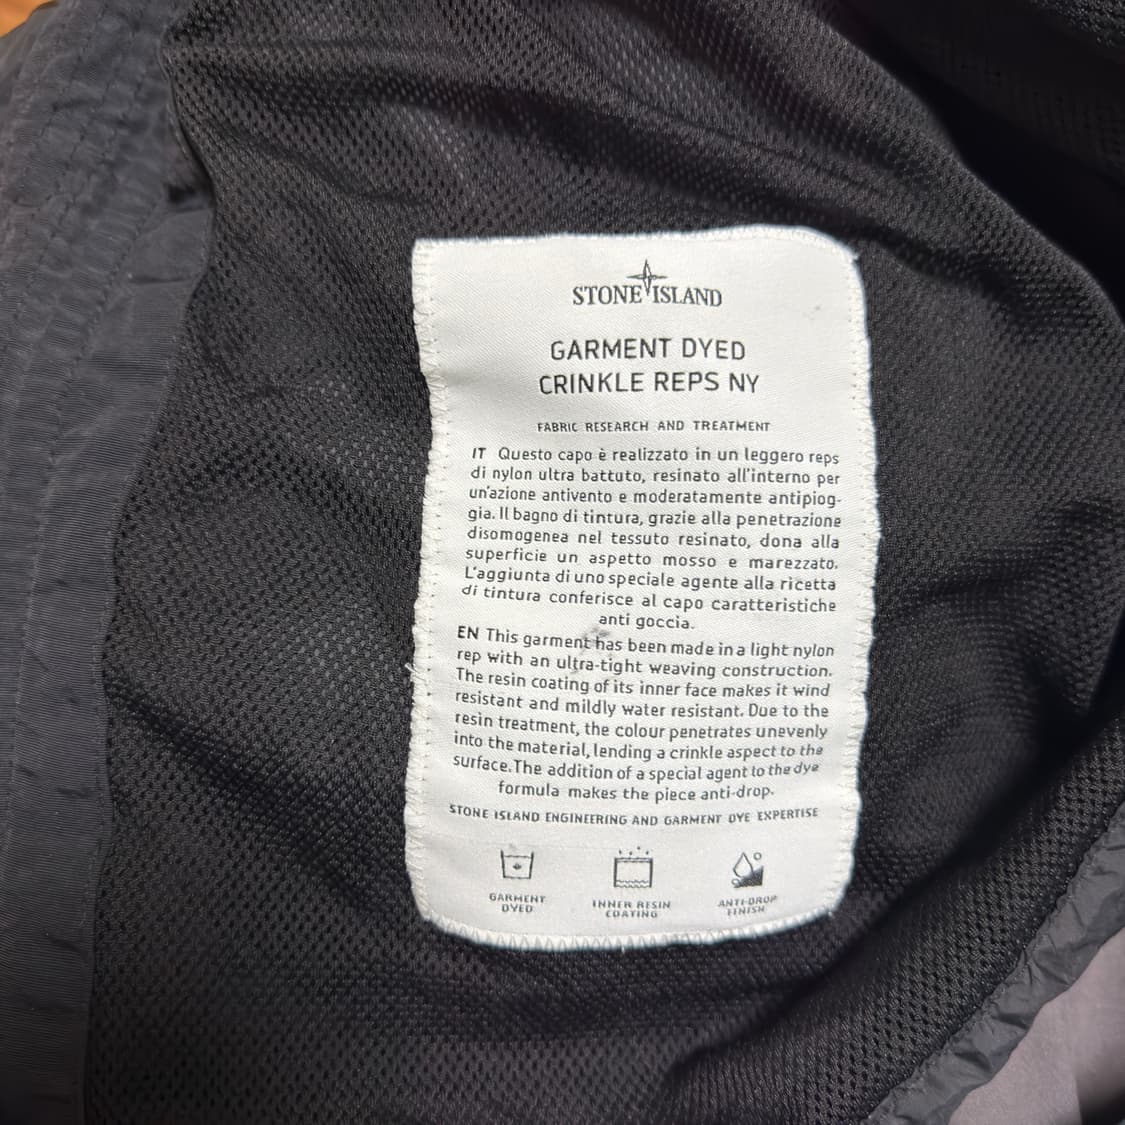 STONE ISLAND
GARMENT DYED
CRINKLE REPS NY
FABRIC RESEARCH AND TREATMENT
IT Questo capo è realizzato in un leggero reps
di nylon ultra battuto, resinato all'interno per
un'azione antivento e moderatamente antipiog-
gia. Il bagno di tintura, grazie alla penetrazione
disomogenea nel tessuto resinato, dona alla
superficie un aspetto mosso e marezzato.
L'aggiunta di uno speciale agente alla ricetta
di tintura conferisce al capo caratteristiche
anti goccia.
EN This garment has been made in a light nylon
rep with an ultra-tight weaving construction.
The resin coating of its inner face makes it wind
resistant and mildly water resistant. Due to the
resin treatment, the colour penetrates unevenly
into the material, lending a crinkle aspect to the
surface.The addition of a special agent to the dye
formula makes the piece anti-drop.
STONE ISLAND ENGINEERING AND GARMENT DYE EXPERTISE
GARMENT
DYED
INNER RESIN
COATING
ANTI-DROP
FINISH